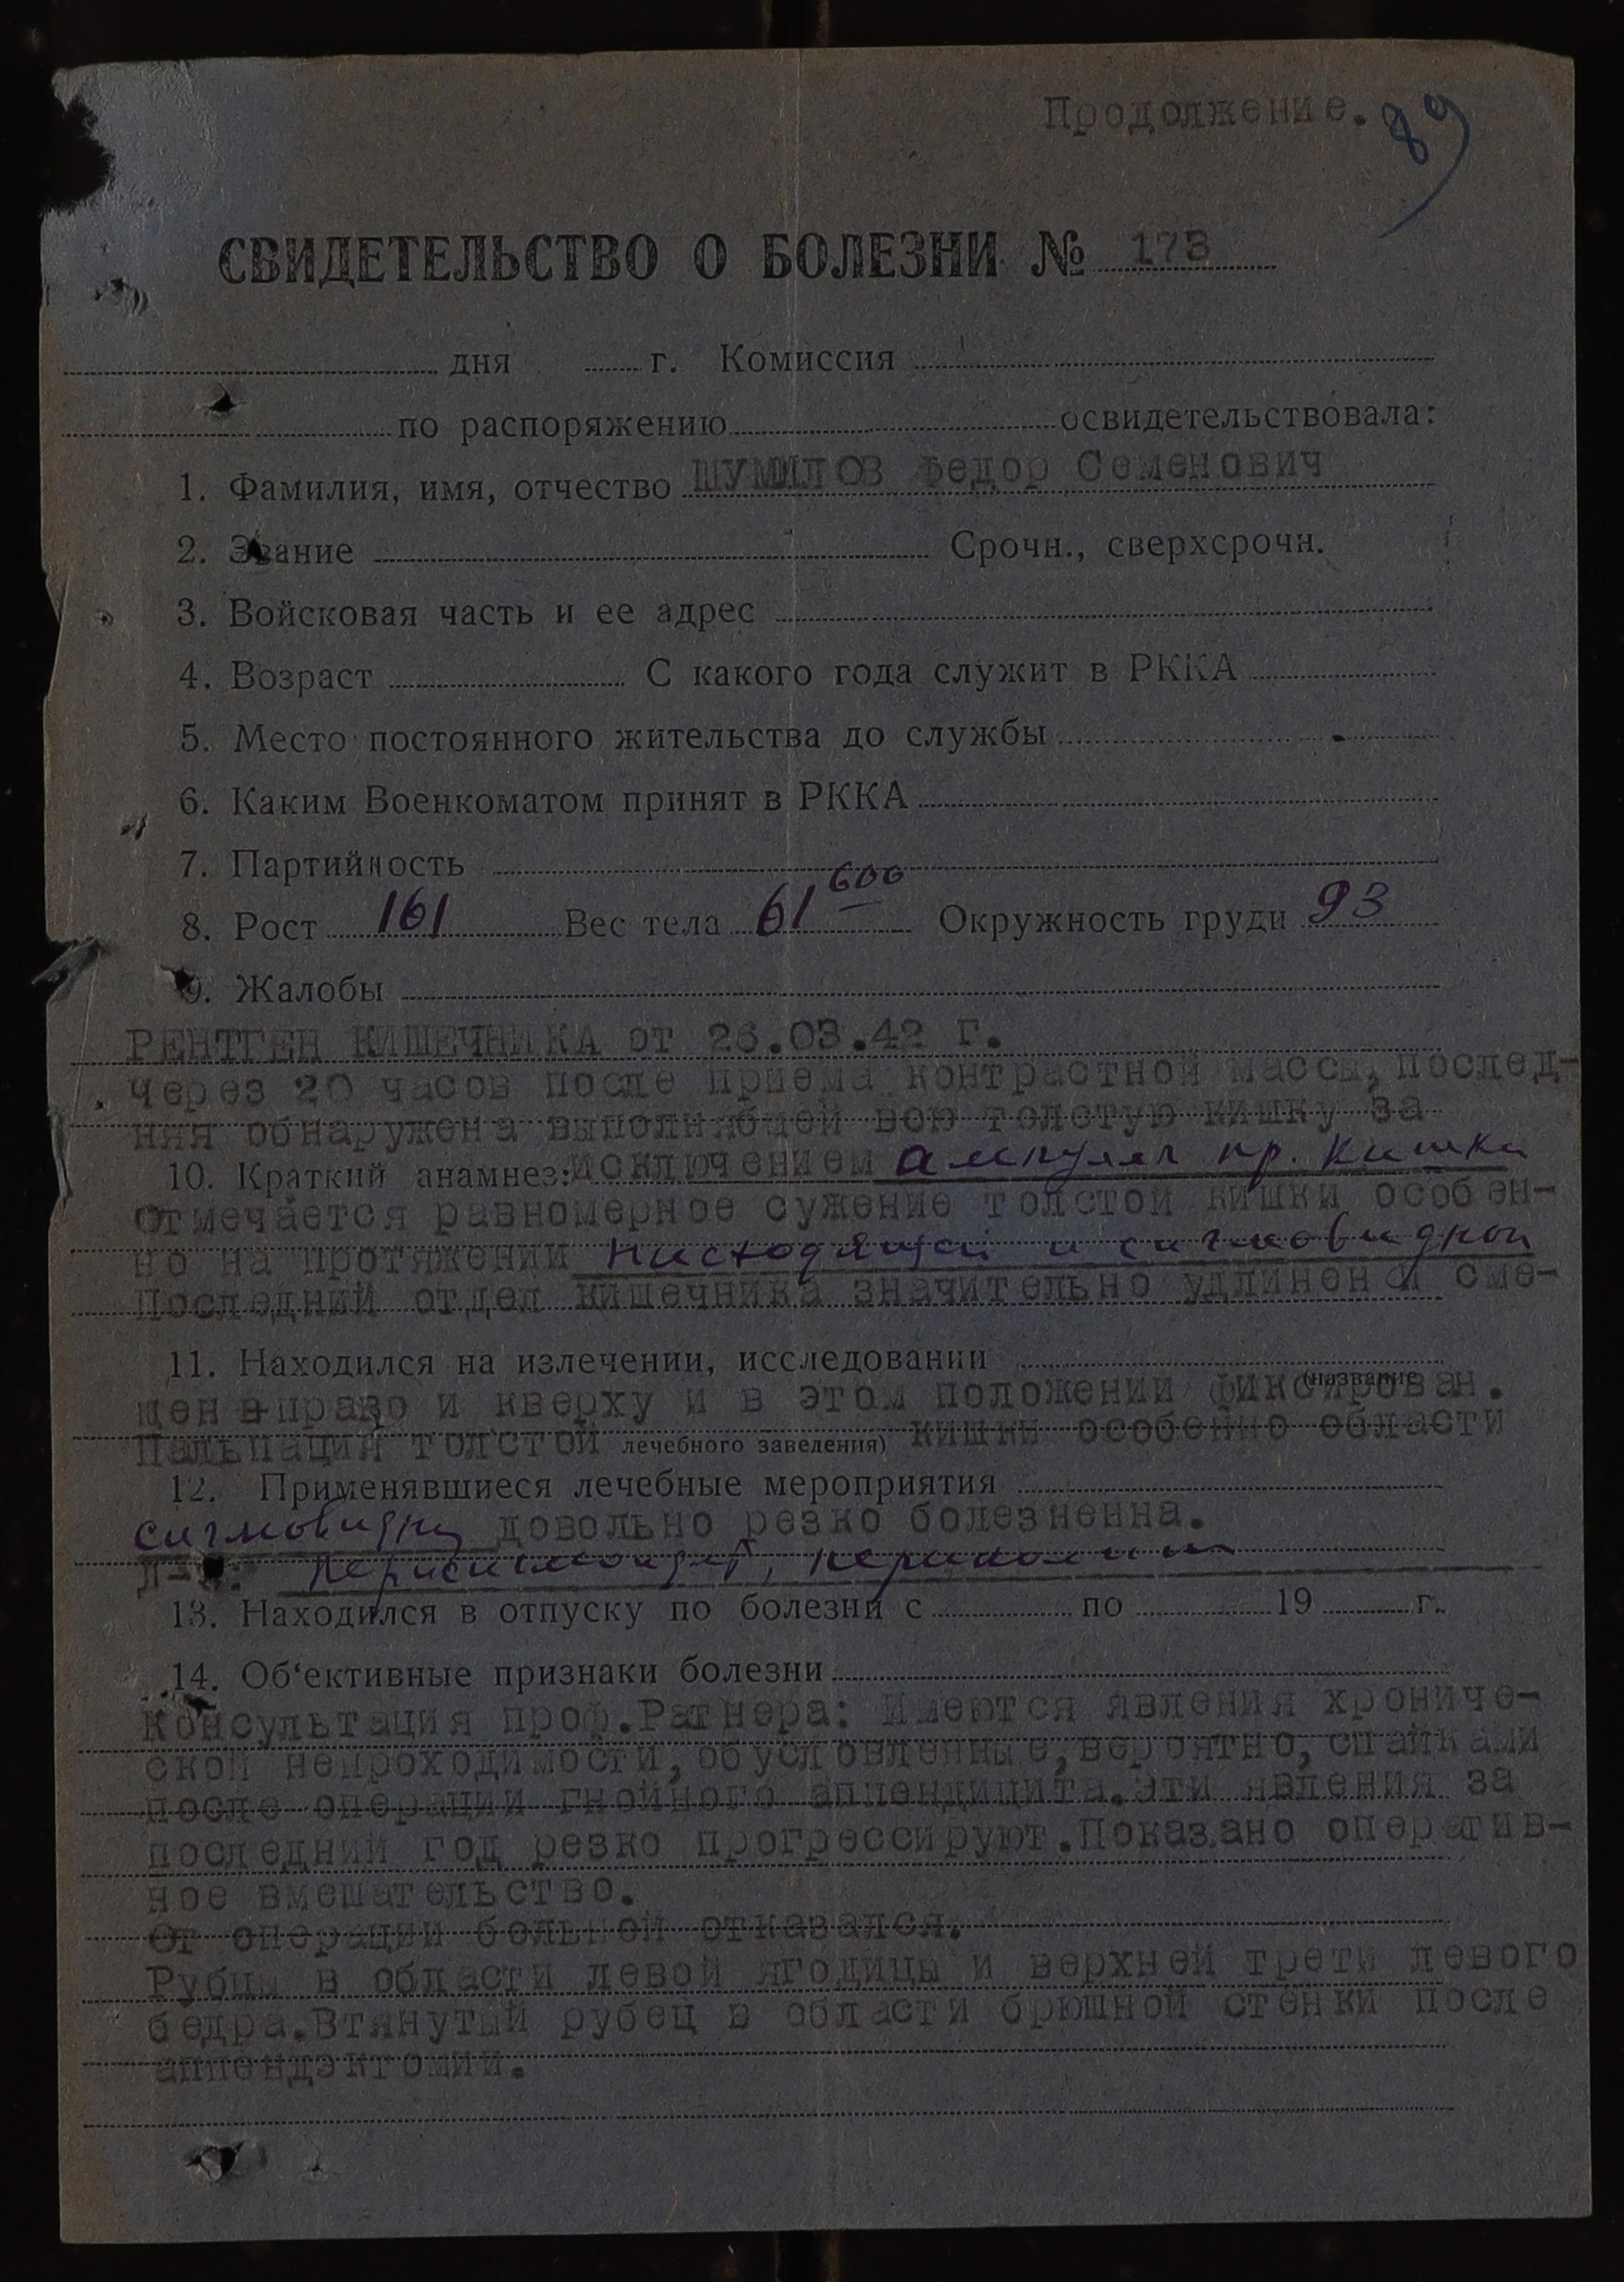 Продолжение.
89
СВИДЕТЕЛЬСТВО О БОЛЕЗНИ № 173
дня г. Комиссия
по распоряжению освидетельствовала:
1. Фамилия, имя, отчество ШУМИЛОВ Федор Семенович
2. Звание Срочн., сверхсрочн.
3. Войсковая часть и ее адрес
4. Возраст С какого года служит в РККА
5. Место постоянного жительства до службы
6. Каким Военкоматом принят в РККА
7. Партийность
8. Рост 161 Вес тела 61 600 Окружность груди 93
9. Жалобы
РЕНТГЕН КИШЕЧНИКА от 26.03.42 г.
через 20 часов после приема контрастной массы, послед-
няя обнаружена выполняющей всю толстую кишку за
10. Краткий анамнез: исключением ампулы пр. кишки
Отмечается равномерное сужение толстой кишки особен-
но на протяжении нисходящей и сигмовидной
Последний отдел кишечника значительно удлинен и сме-
11. Находился на излечении, исследовании
(название
щен вправо и кверху и в этом положении фиксирован.
Пальпация толстой лечебного заведения) кишки особенно области
12. Применявшиеся лечебные мероприятия
сигмовидн довольно резко болезненна.
Д-з: Перисигмоидит, периколит
13. Находился в отпуску по болезни с по 19 г.
14. Об‘ективные признаки болезни
Консультация проф.Ратнера: Имеются явления хрониче-
ской непроходимости, обусловленные, вероятно, спайками
после операции гнойного аппендицита.Эти явления за
последний год резко прогрессируют.Показано оператив-
ное вмешательство.
От операции больной отказался.
Рубцы в области левой ягодицы и верхней трети левого
бедра.Втянутый рубец в области брюшной стенки после
аппендэктомии.